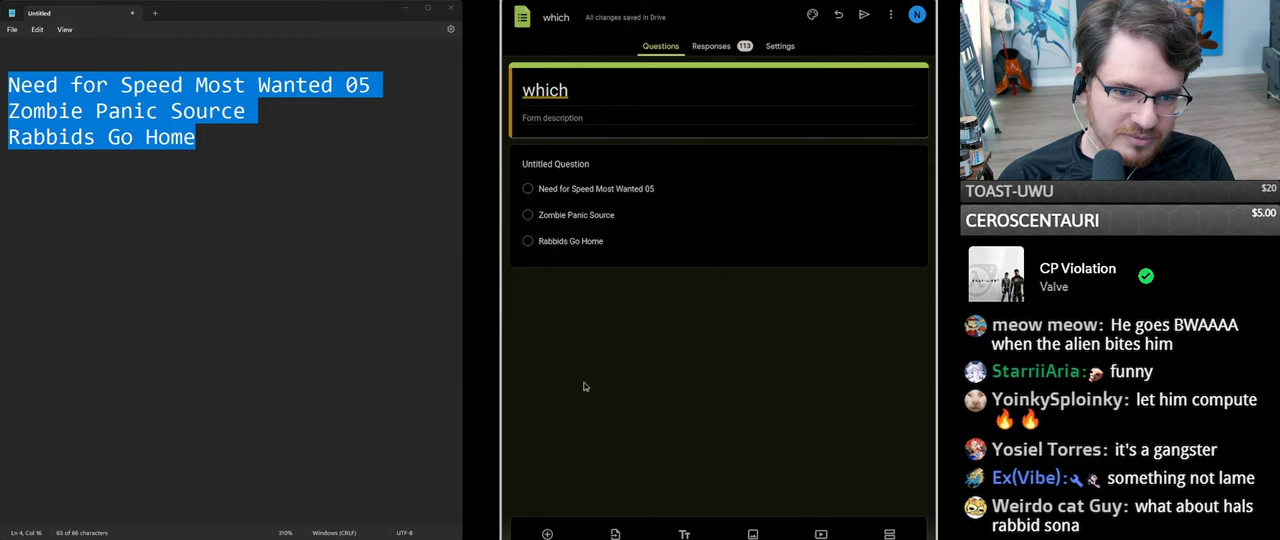 Untitled
File Edit View
Need for Speed Most Wanted 05
Zombie Panic Source
Rabbids Go Home
Ln 4, Col 16 65 of 66 characters 310% Windows (CRLF) UTF-8
which All changes saved in Drive N
Questions Responses 113 Settings
which
Form description
Untitled Question
Need for Speed Most Wanted 05
Zombie Panic Source
Rabbids Go Home
Tт
TOAST-UWU $20
CEROSCENTAURI $5.00
CP Violation
Valve
meow meow: He goes BWAAAA
when the alien bites him
StarriiAria: funny
YoinkySploinky: let him compute
Yosiel Torres: it's a gangster
Ex(Vibe): something not lame
Weirdo cat Guy: what about hals
rabbid sona